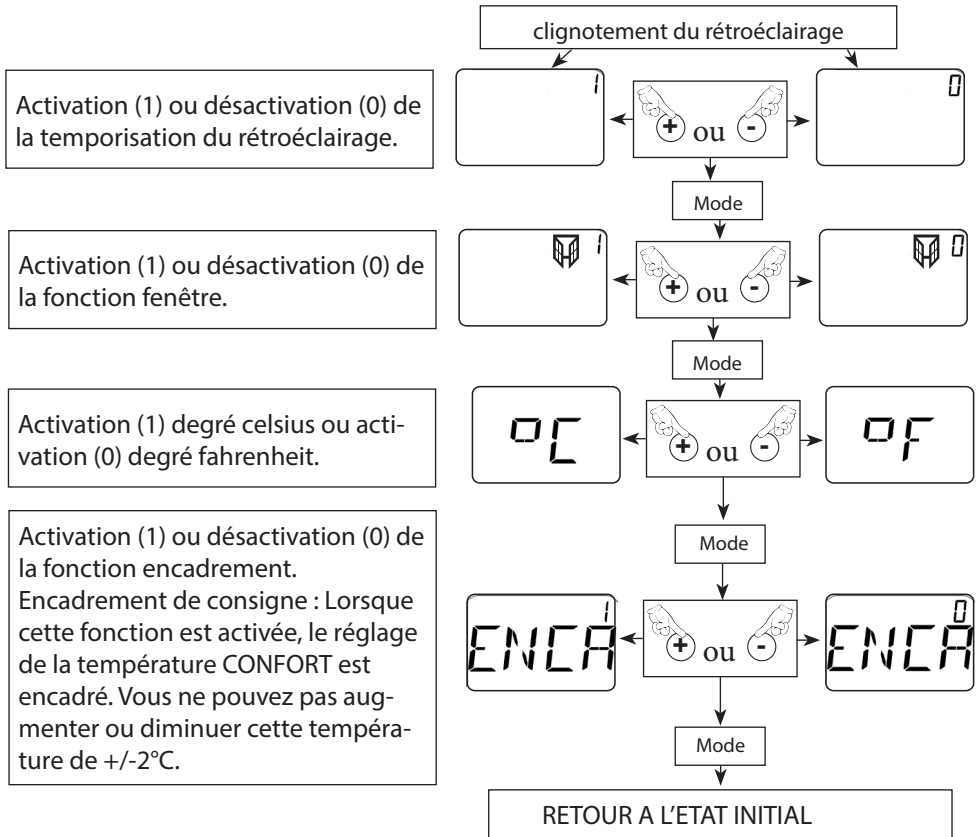 clignotement du rétroéclairage
Activation (1) ou désactivation (0) de
la temporisation du rétroéclairage.
1
+ ou -
0
Mode
Activation (1) ou désactivation (0) de
la fonction fenêtre.
1
+ ou -
0
Mode
Activation (1) degré celsius ou acti-
vation (0) degré fahrenheit.
°C
+ ou -
°F
Mode
Activation (1) ou désactivation (0) de
la fonction encadrement.
Encadrement de consigne : Lorsque
cette fonction est activée, le réglage
de la température CONFORT est
encadré. Vous ne pouvez pas aug-
menter ou diminuer cette tempéra-
ture de +/-2°C.
1
ENCA
+ ou -
0
ENCA
Mode
RETOUR A L'ETAT INITIAL